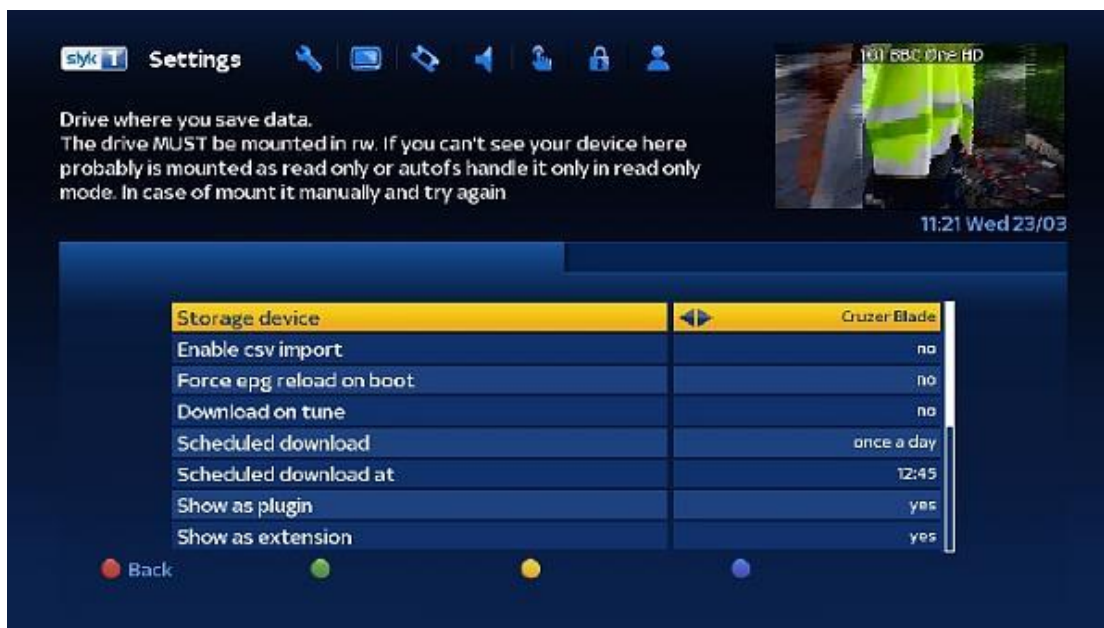 slyk 1 Settings
101 BBC One HD
Drive where you save data.
The drive MUST be mounted in rw. If you can't see your device here
probably is mounted as read only or autofs handle it only in read only
mode. In case of mount it manually and try again
11:21 Wed 23/03
Storage device Cruzer Blade
Enable csv import no
Force epg reload on boot no
Download on tune no
Scheduled download once a day
Scheduled download at 12:45
Show as plugin yes
Show as extension yes
Back